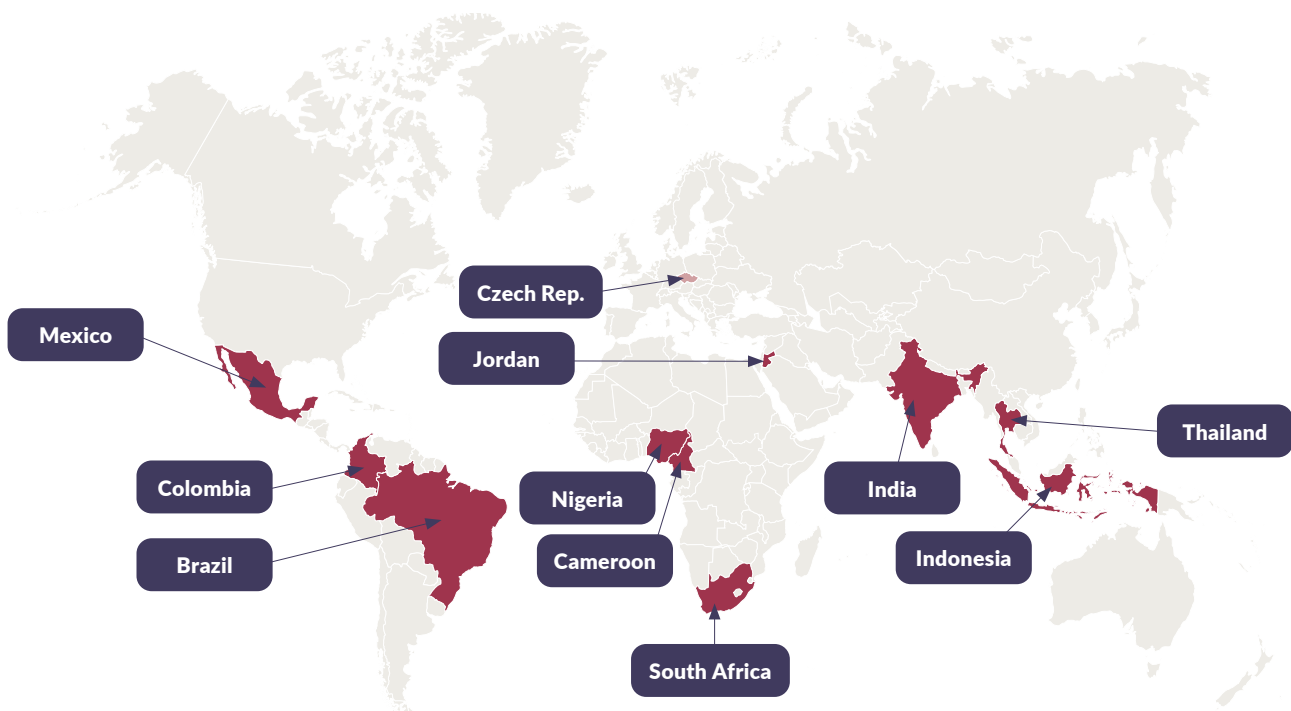 Czech Rep.
Mexico
Jordan
Thailand
Colombia
Nigeria
India
Cameroon
Indonesia
Brazil
South Africa